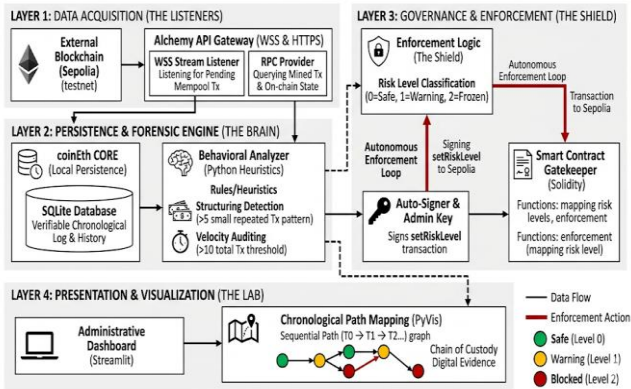 LAYER 1: DATA ACQUISITION (THE LISTENERS)
External
Blockchain
(Sepolia)
(testnet)
Alchemy API Gateway (WSS & HTTPS)
WSS Stream Listener
Listening for Pending
Mempool Tx
RPC Provider
Querying Mined Tx
& On-chain State
LAYER 2: PERSISTENCE & FORENSIC ENGINE (THE BRAIN)
coinEth CORE
(Local Persistence)
SQLite Database
Verifiable Chronological
Log & History
Behavioral Analyzer
(Python Heuristics)
Rules/Heuristics
Structuring Detection
(>5 small repeated Tx pattern)
Velocity Auditing
(>10 total Tx threshold)
LAYER 3: GOVERNANCE & ENFORCEMENT (THE SHIELD)
Enforcement Logic
(The Shield)
Risk Level Classification
(0=Safe, 1=Warning, 2=Frozen)
Autonomous
Enforcement Loop
Transaction
to Sepolia
Autonomous
Enforcement
Loop
Signing
setRiskLevel
to Sepolia
Auto-Signer &
Admin Key
Signs setRiskLevel
transaction
Smart Contract
Gatekeeper
(Solidity)
Functions: mapping risk
levels, enforcement
Functions: enforcement
(mapping risk level)
LAYER 4: PRESENTATION & VISUALIZATION (THE LAB)
Administrative
Dashboard
(Streamlit)
Chronological Path Mapping (PyVis)
Sequential Path (T0 → T1 → T2...) graph
Chain of Custody
Digital Evidence
Data Flow
Enforcement Action
Safe (Level 0)
Warning (Level 1)
Blocked (Level 2)